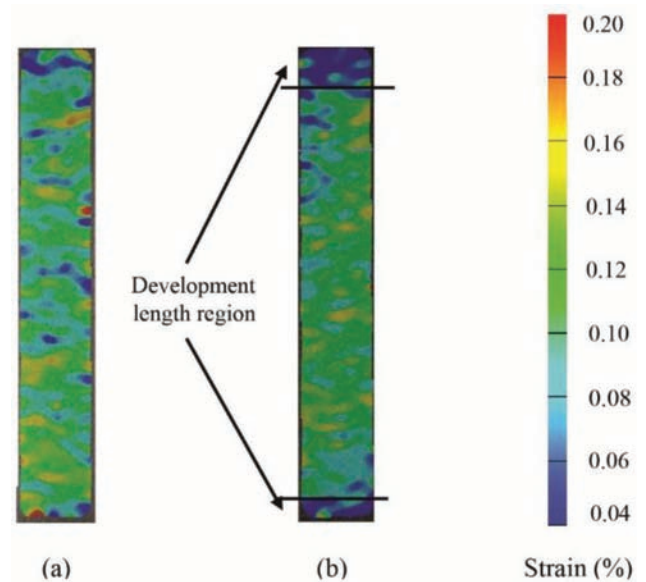 0.20
0.18
0.16
0.14
0.12
0.10
0.08
0.06
0.04
Development
length region
(a)
(b)
Strain (%)